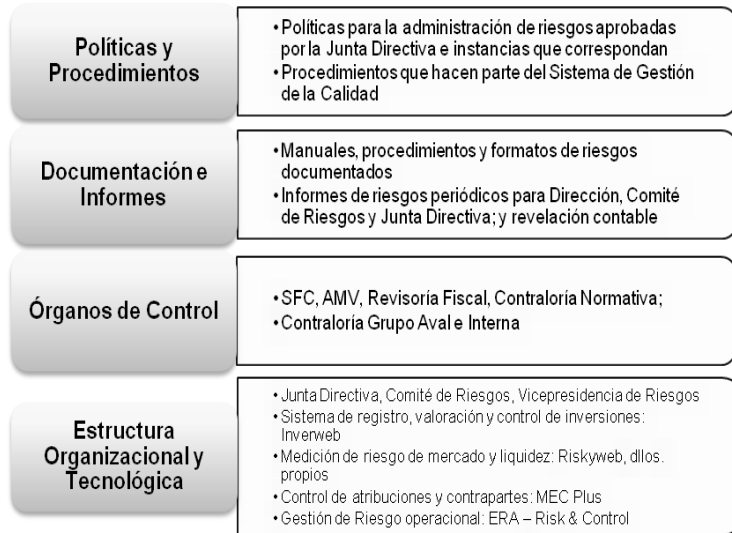 Políticas y
Procedimientos
•Políticas para la administración de riesgos aprobadas
por la Junta Directiva e instancias que correspondan
•Procedimientos que hacen parte del Sistema de Gestión
de la Calidad
Documentación e
Informes
•Manuales, procedimientos y formatos de riesgos
documentados
•Informes de riesgos periódicos para Dirección, Comité
de Riesgos y Junta Directiva; y revelación contable
Órganos de Control
•SFC, AMV, Revisoría Fiscal, Contraloría Normativa;
•Contraloría Grupo Aval e Interna
Estructura
Organizacional y
Tecnológica
•Junta Directiva, Comité de Riesgos, Vicepresidencia de Riesgos
•Sistema de registro, valoración y control de inversiones:
Inverweb
•Medición de riesgo de mercado y liquidez: Riskyweb, dllos.
propios
•Control de atribuciones y contrapartes: MEC Plus
•Gestión de Riesgo operacional: ERA – Risk & Control